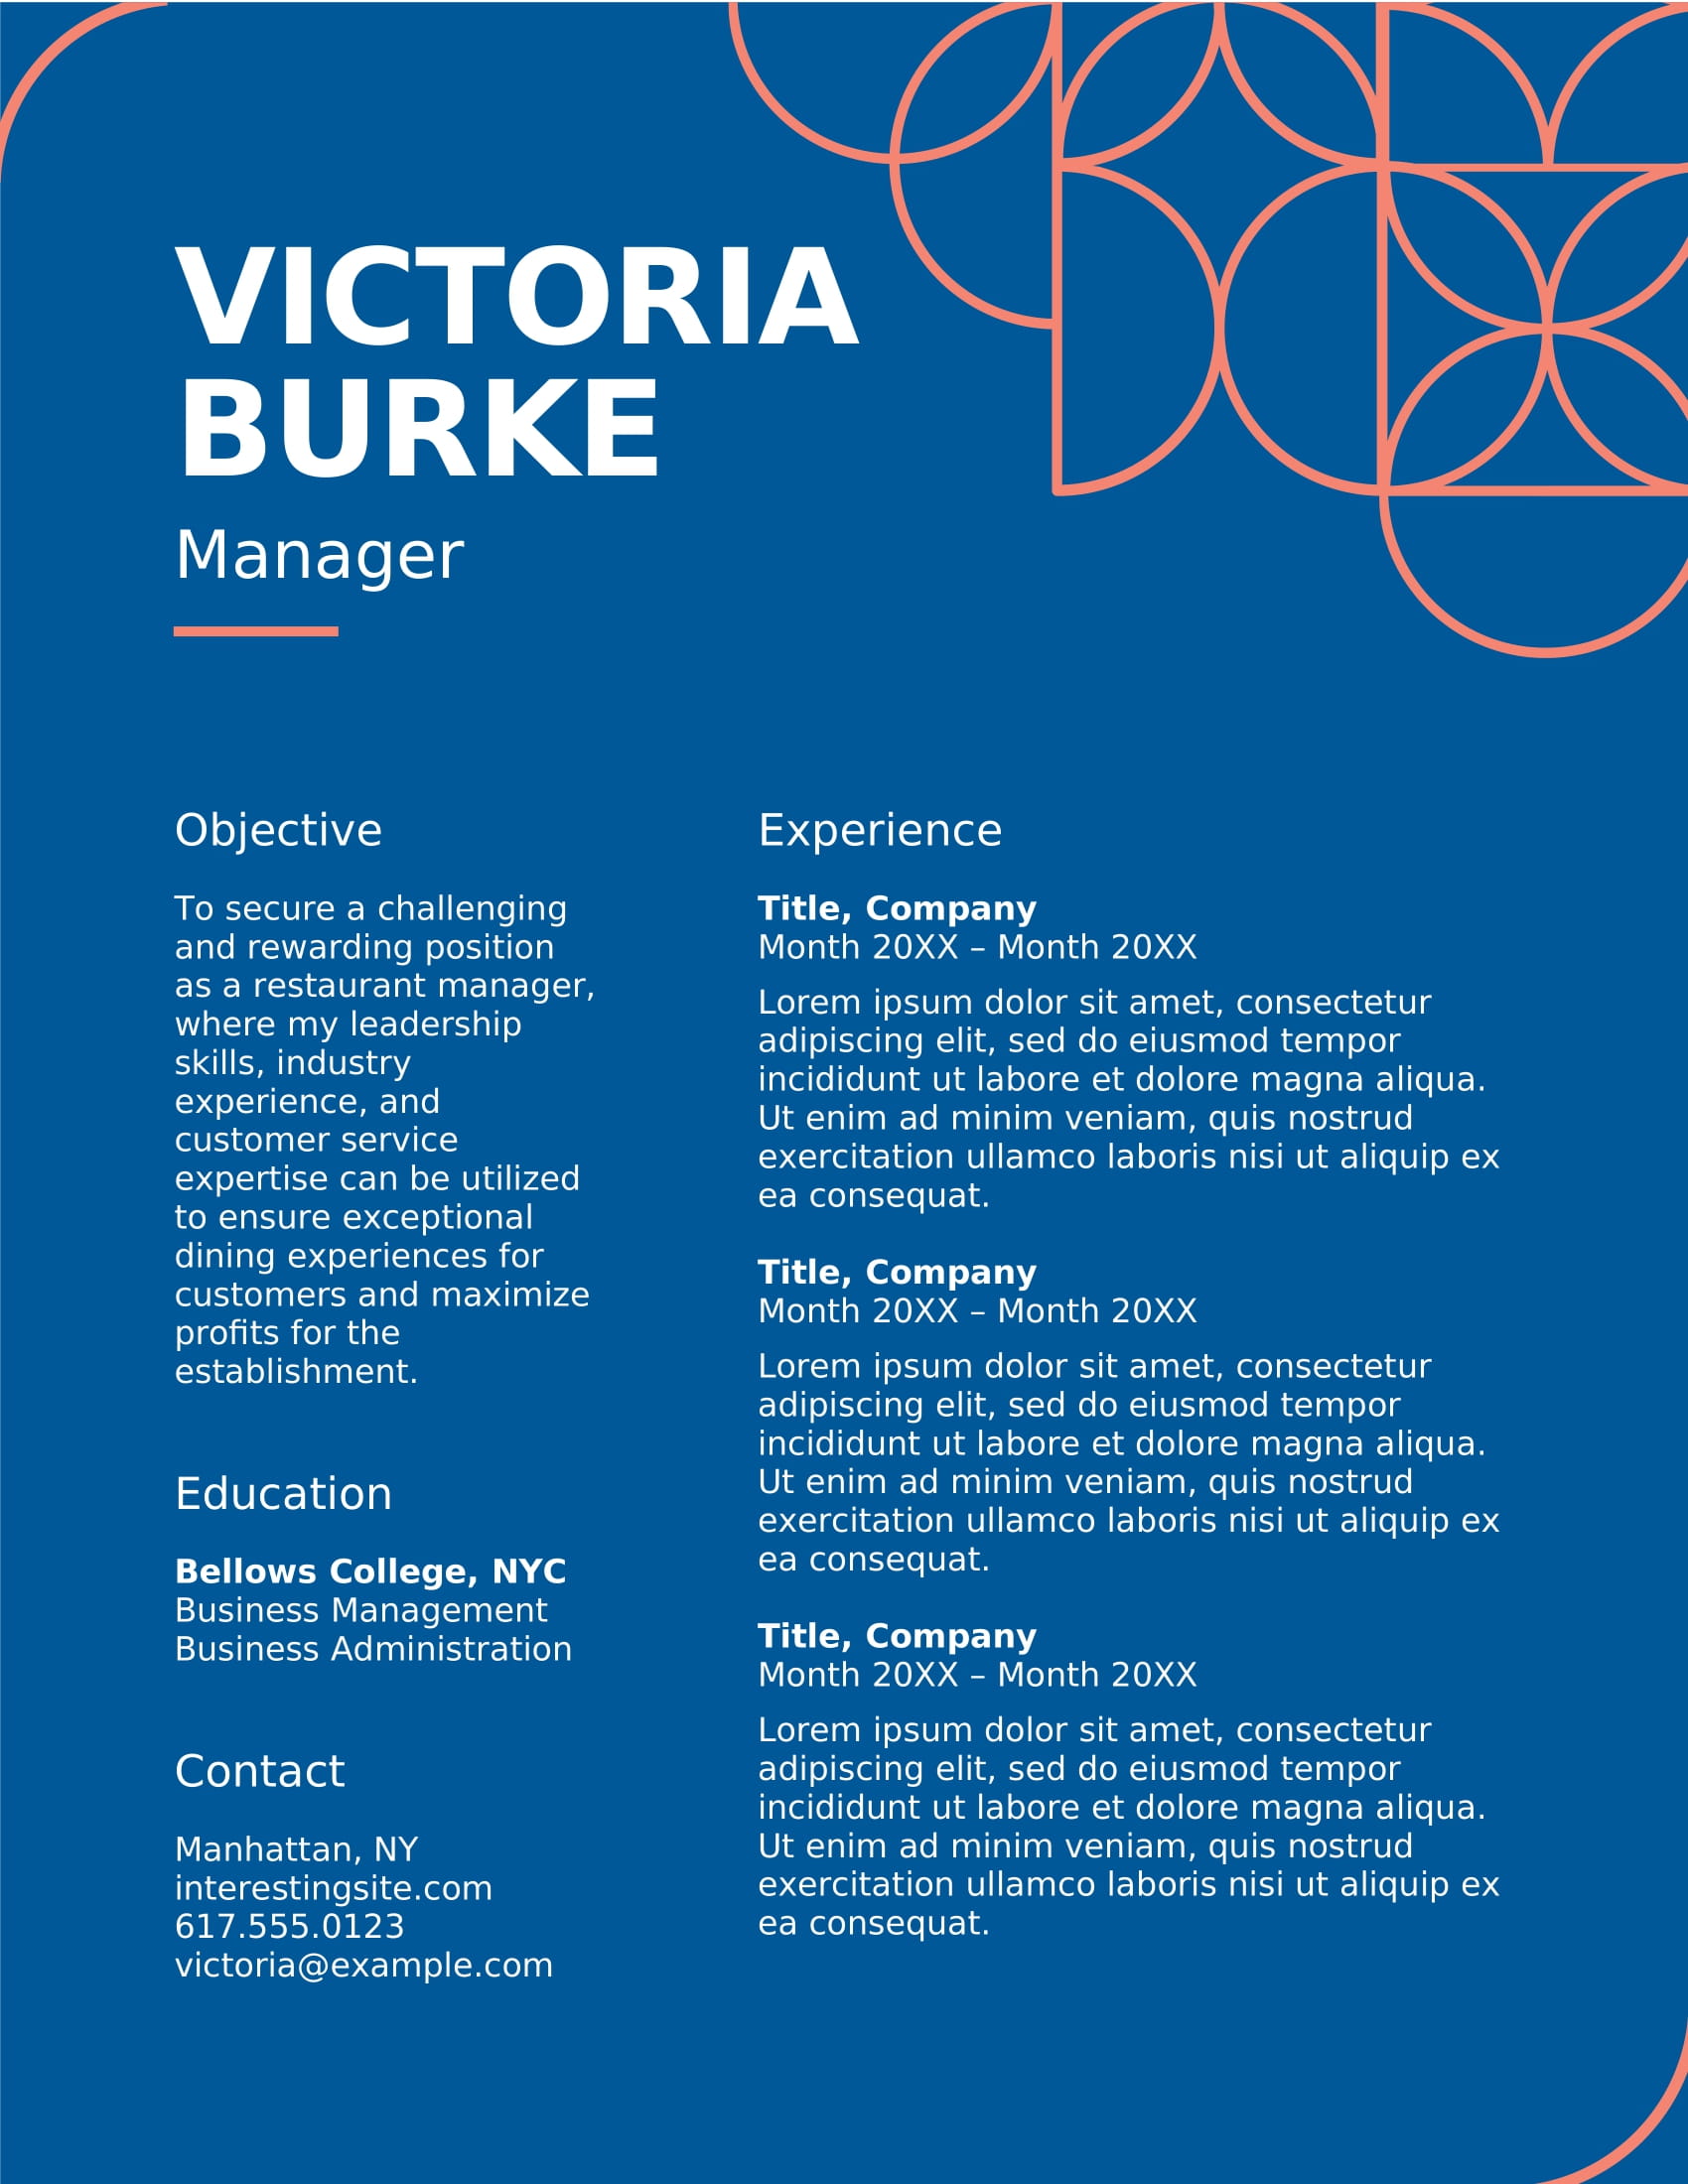 VICTORIA
BURKE
Manager
Objective
To secure a challenging
and rewarding position
as a restaurant manager,
where my leadership
skills, industry
experience, and
customer service
expertise can be utilized
to ensure exceptional
dining experiences for
customers and maximize
profits for the
establishment.
Education
Bellows College, NYC
Business Management
Business Administration
Contact
Manhattan, NY
interestingsite.com
617.555.0123
victoria@example.com
Experience
Title, Company
Month 20XX – Month 20XX
Lorem ipsum dolor sit amet, consectetur
adipiscing elit, sed do eiusmod tempor
incididunt ut labore et dolore magna aliqua.
Ut enim ad minim veniam, quis nostrud
exercitation ullamco laboris nisi ut aliquip ex
ea consequat.
Title, Company
Month 20XX – Month 20XX
Lorem ipsum dolor sit amet, consectetur
adipiscing elit, sed do eiusmod tempor
incididunt ut labore et dolore magna aliqua.
Ut enim ad minim veniam, quis nostrud
exercitation ullamco laboris nisi ut aliquip ex
ea consequat.
Title, Company
Month 20XX – Month 20XX
Lorem ipsum dolor sit amet, consectetur
adipiscing elit, sed do eiusmod tempor
incididunt ut labore et dolore magna aliqua.
Ut enim ad minim veniam, quis nostrud
exercitation ullamco laboris nisi ut aliquip ex
ea consequat.